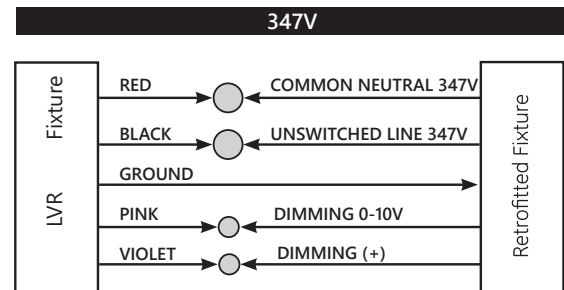 347V
LVR Fixture
RED
COMMON NEUTRAL 347V
BLACK
UNSWITCHED LINE 347V
GROUND
PINK
DIMMING 0-10V
VIOLET
DIMMING (+)
Retrofitted Fixture